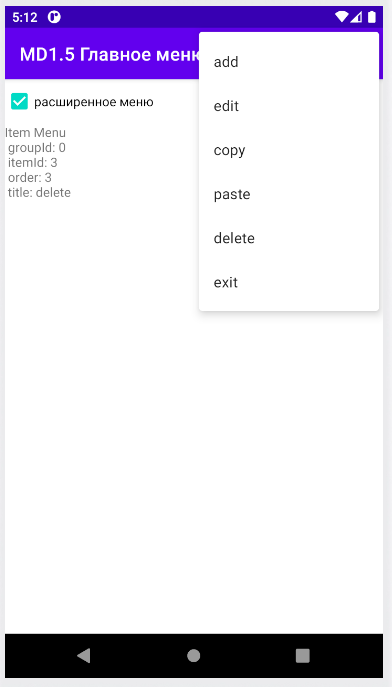 5:12
MD1.5 Главное меню
add
edit
copy
paste
delete
exit
расширенное меню
Item Menu
groupId: 0
itemId: 3
order: 3
title: delete